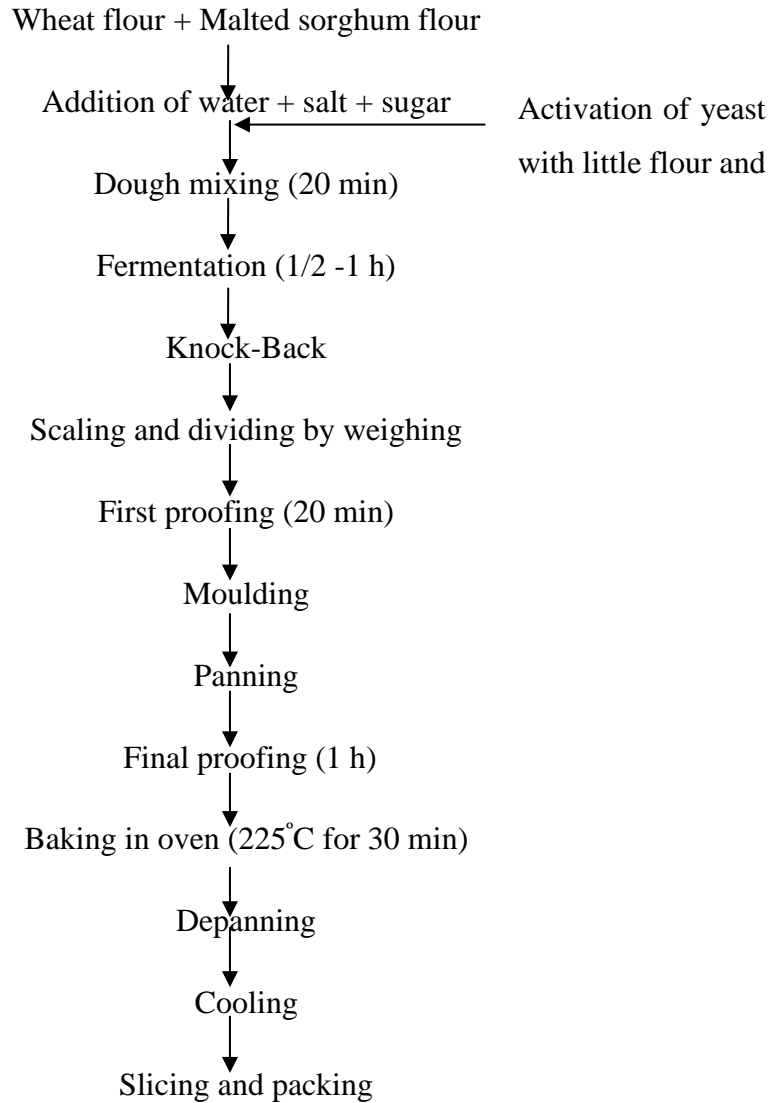 Wheat flour + Malted sorghum flour
Addition of water + salt + sugar
Activation of yeast
with little flour and
Dough mixing (20 min)
Fermentation (1/2 -1 h)
Knock-Back
Scaling and dividing by weighing
First proofing (20 min)
Moulding
Panning
Final proofing (1 h)
Baking in oven (225°C for 30 min)
Depanning
Cooling
Slicing and packing